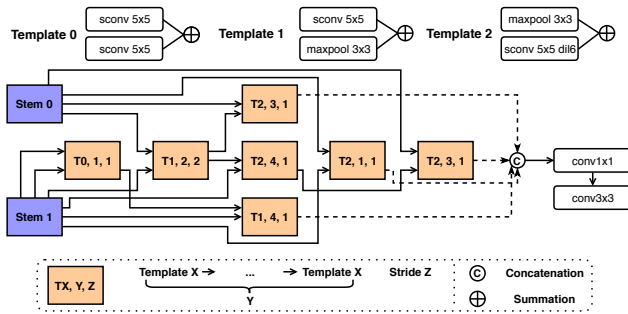 Template 0
sconv 5x5
sconv 5x5
Template 1
sconv 5x5
maxpool 3x3
Template 2
maxpool 3x3
sconv 5x5 dil6
Stem 0
T2, 3, 1
T0, 1, 1
T1, 2, 2
T2, 4, 1
T2, 1, 1
T2, 3, 1
C
conv1x1
conv3x3
Stem 1
T1, 4, 1
TX, Y, Z
Template X
...
Template X
Y
Stride Z
C
Concatenation
Summation